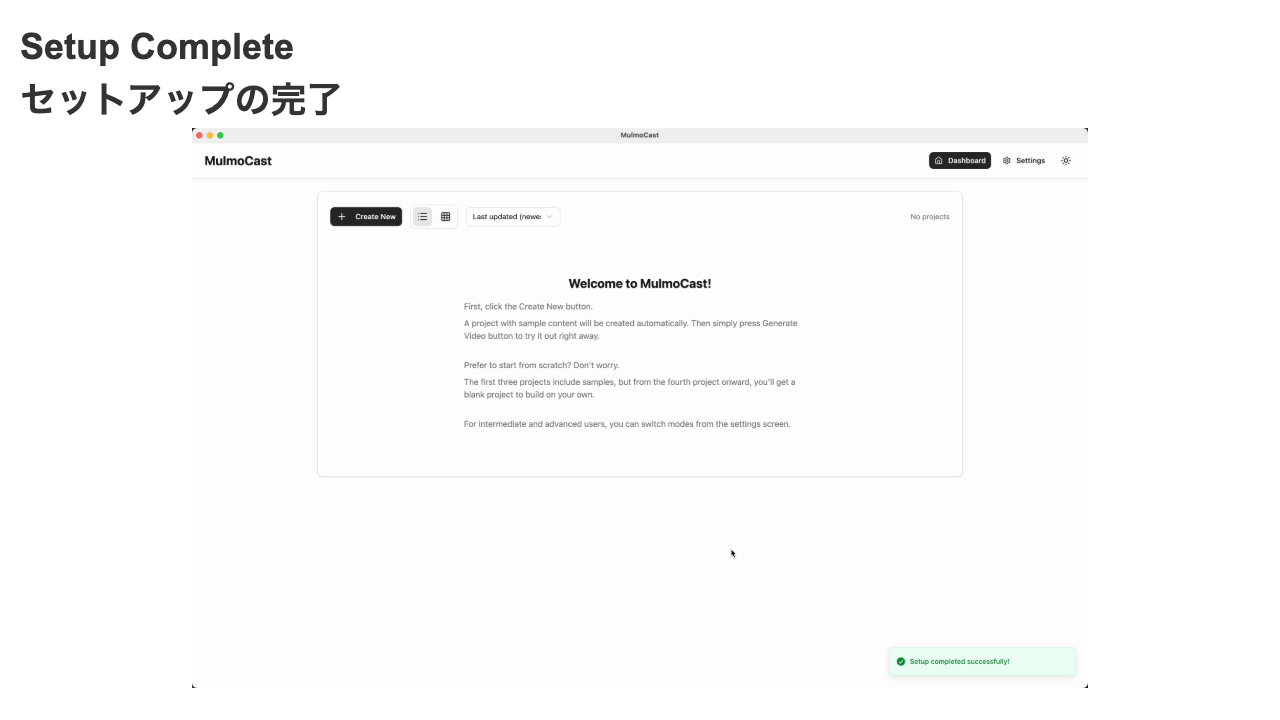 Setup Complete
セットアップの完了
MulmoCast
MulmoCast
Dashboard
Settings
Create New
Last updated (newe
No projects
Welcome to MulmoCast!
First, click the Create New button.
A project with sample content will be created automatically. Then simply press Generate
Video button to try it out right away.
Prefer to start from scratch? Don't worry.
The first three projects include samples, but from the fourth project onward, you'll get a
blank project to build on your own.
For intermediate and advanced users, you can switch modes from the settings screen.
Setup completed successfully!